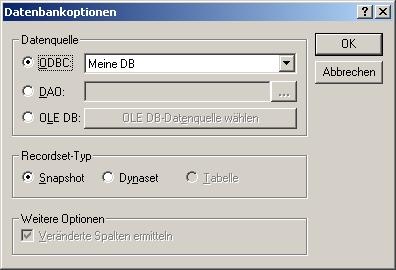 Datenbankoptionen
Datenquelle
ODBC: Meine DB
OK
DAO: ...
Abbrechen
OLE DB: OLE DB-Datenquelle wählen
Recordset-Typ
Snapshot Dynaset Tabelle
Weitere Optionen
Veränderte Spalten ermitteln